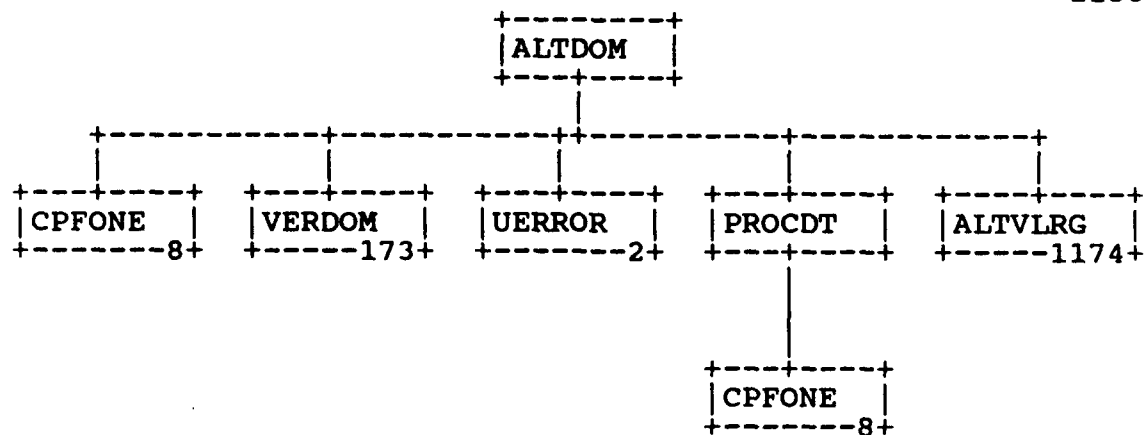 ALTDOM
CPFONE VERDOM UERROR PROCDT ALTVLRG
8 173 2 1174
CPFONE
8